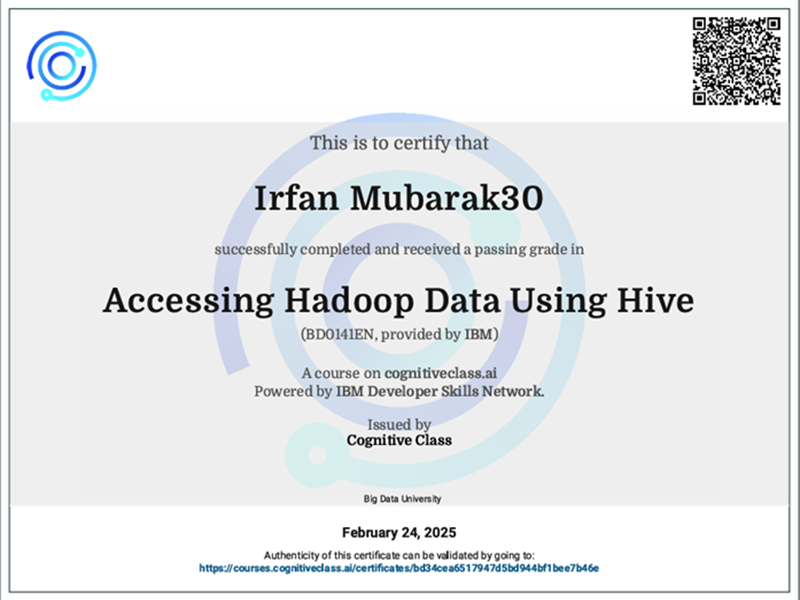 This is to certify that
Irfan Mubarak30
successfully completed and received a passing grade in
Accessing Hadoop Data Using Hive
(BD0141EN, provided by IBM)
A course on cognitiveclass.ai
Powered by IBM Developer Skills Network.
Issued by
Cognitive Class
Big Data University
February 24, 2025
Authenticity of this certificate can be validated by going to:
https://courses.cognitiveclass.ai/certificates/bd34cea6517947d5bd944bf1bee7b46e